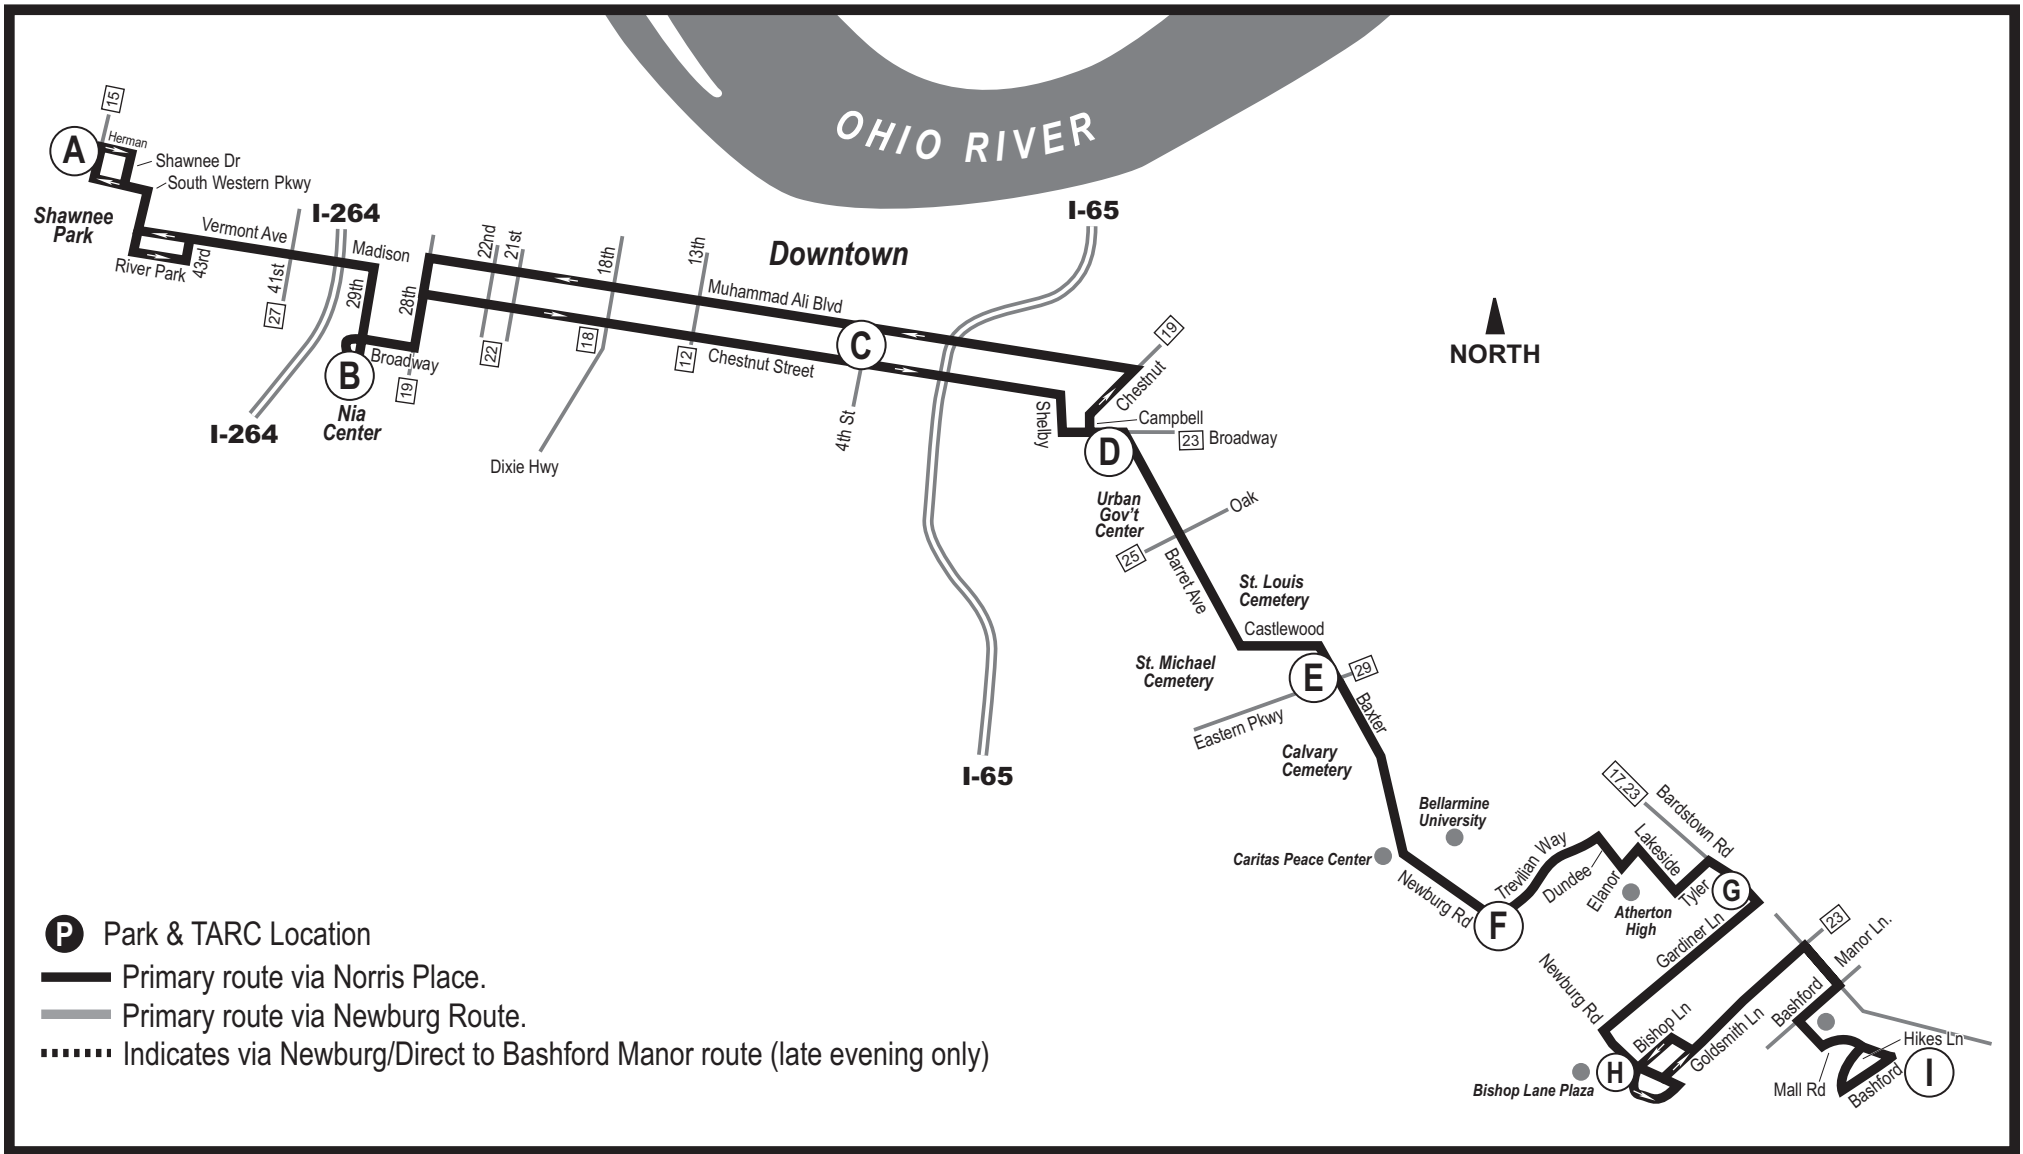 OHIO RIVER
15
A
Herman
Shawnee Dr
South Western Pkwy
Shawnee
Park
Vermont Ave
River Park
43rd
41st
27
I-264
I-264
Madison
29th
28th
Broadway
19
B
Nia
Center
22nd
21st
22
18th
18
Dixie Hwy
13th
12
Downtown
Muhammad Ali Blvd
Chestnut Street
C
4th St
I-65
I-65
19
Chestnut
Shelby
Campbell
23
Broadway
D
Urban
Gov't
Center
NORTH
Oak
25
Barret Ave
St. Louis
Cemetery
Castlewood
St. Michael
Cemetery
E
29
Eastern Pkwy
Baxter
Calvary
Cemetery
Bellarmine
University
Caritas Peace Center
Newburg Rd
F
Trevilian Way
Dundee
Elanor
Lakeside
Tyler
Atherton
High
17,23
Bardstown Rd
G
Gardiner Ln
Newburg Rd
Bishop Ln
Goldsmith Ln
H
Bishop Lane Plaza
23
Manor Ln.
Bashford
Hikes Ln
Mall Rd
Bashford
I
P Park & TARC Location
Primary route via Norris Place.
Primary route via Newburg Route.
Indicates via Newburg/Direct to Bashford Manor route (late evening only)